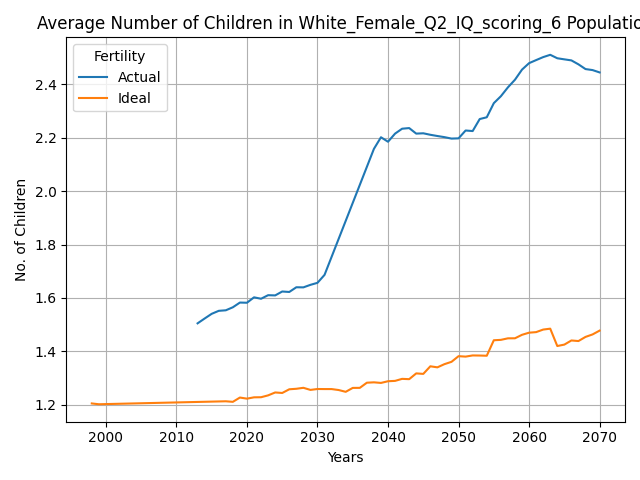 Average Number of Children in White_Female_Q2_IQ_scoring_6 Populatio
Fertility
Actual
Ideal
No. of Children
2.4
2.2
2.0
1.8
1.6
1.4
1.2
2000 2010 2020 2030 2040 2050 2060 2070
Years